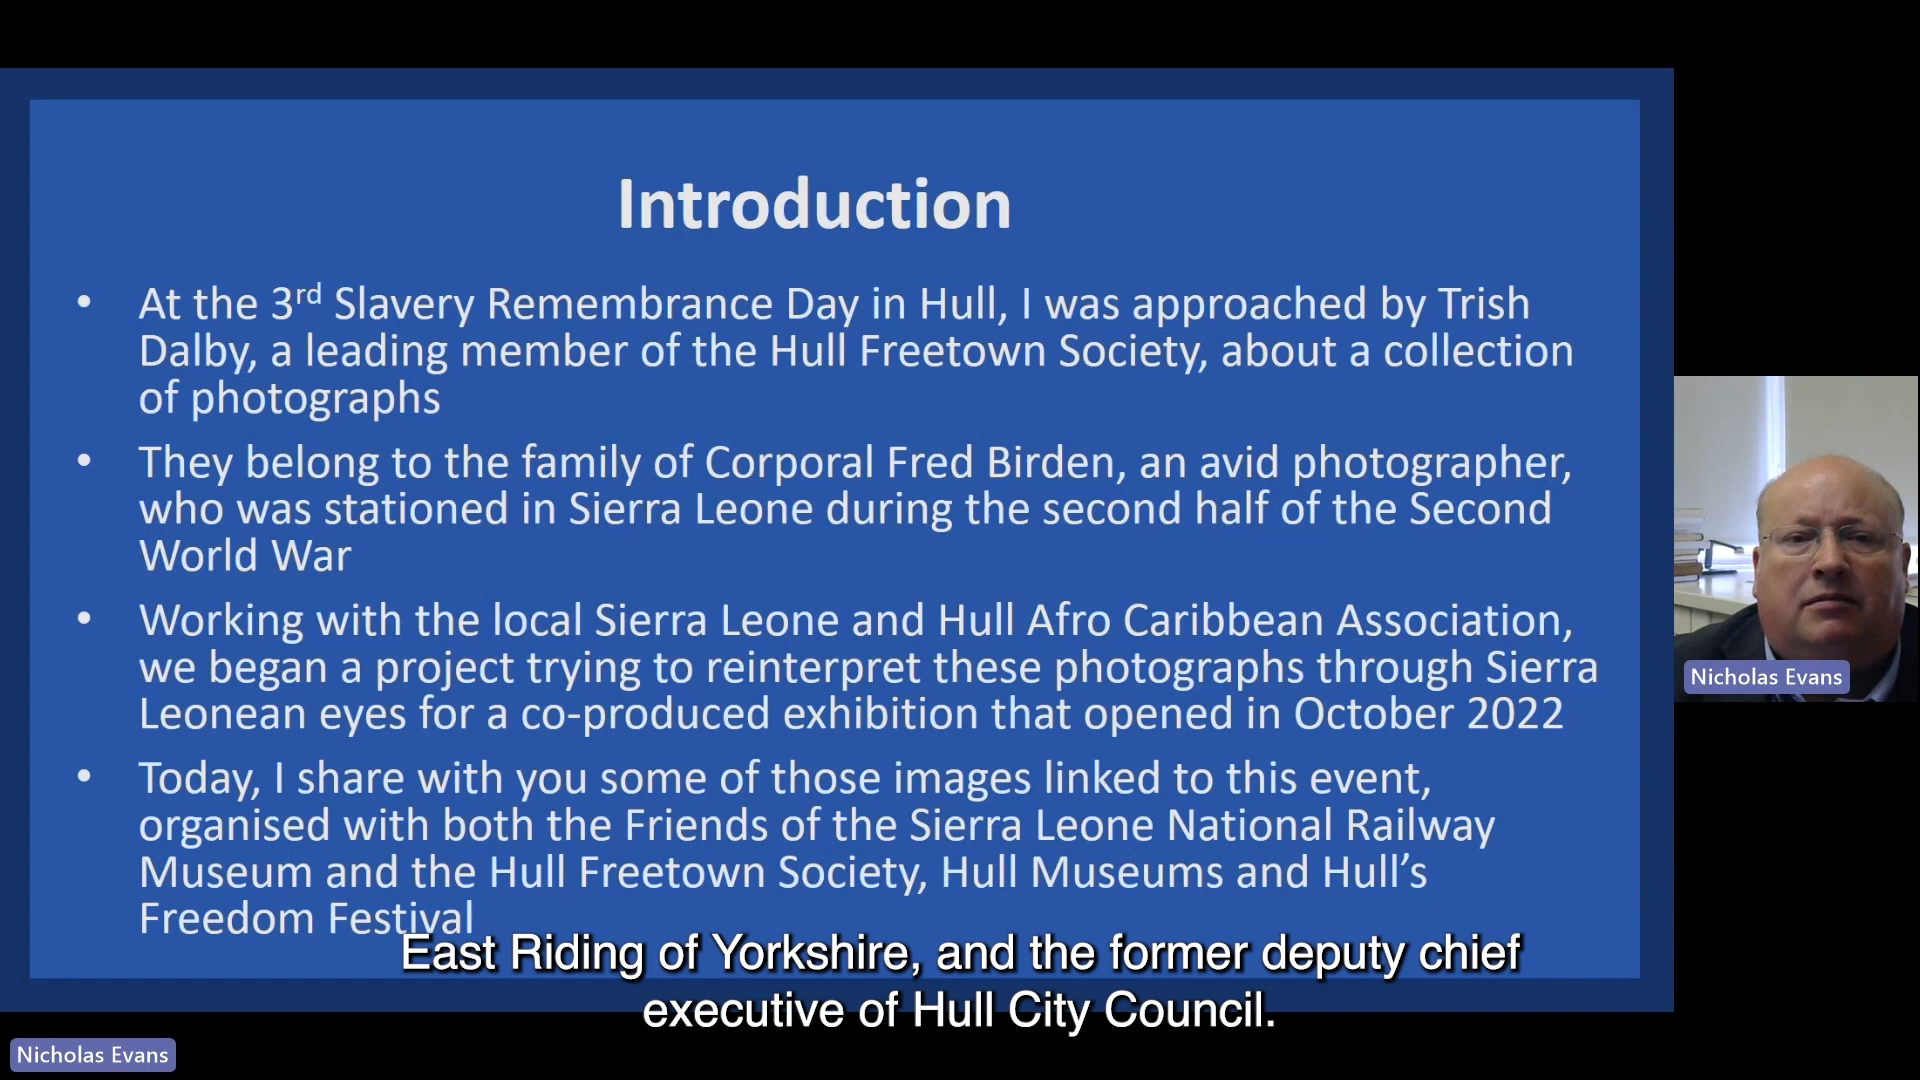 Introduction
• At the 3rd Slavery Remembrance Day in Hull, I was approached by Trish
Dalby, a leading member of the Hull Freetown Society, about a collection
of photographs
• They belong to the family of Corporal Fred Birden, an avid photographer,
who was stationed in Sierra Leone during the second half of the Second
World War
• Working with the local Sierra Leone and Hull Afro Caribbean Association,
we began a project trying to reinterpret these photographs through Sierra
Leonean eyes for a co-produced exhibition that opened in October 2022
• Today, I share with you some of those images linked to this event,
organised with both the Friends of the Sierra Leone National Railway
Museum and the Hull Freetown Society, Hull Museums and Hull’s
Freedom Festival
East Riding of Yorkshire, and the former deputy chief
executive of Hull City Council.
Nicholas Evans
Nicholas Evans